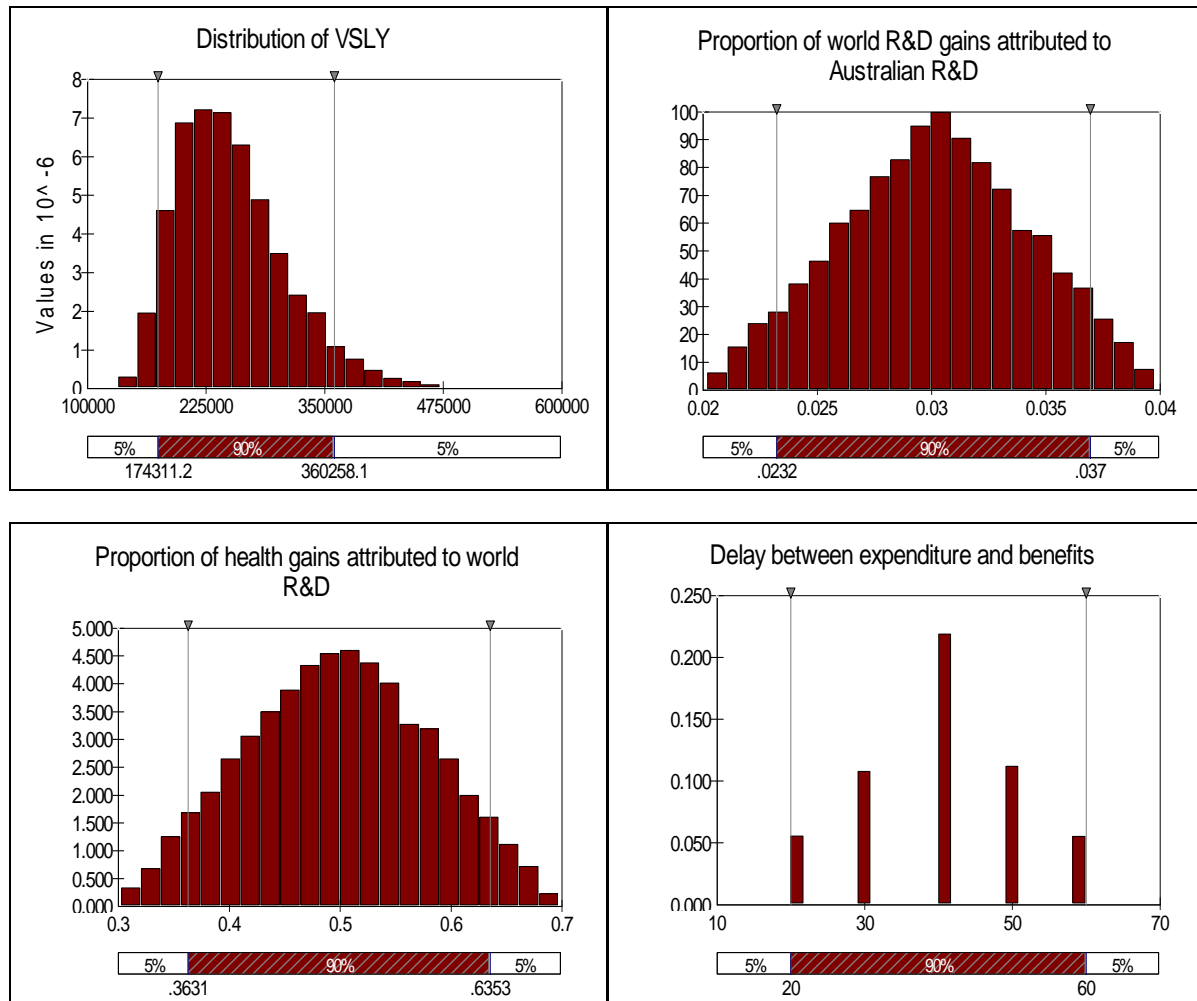 Distribution of VSLY
Values in 10^ -6
8
7
6
5
4
3
2
1
0
100000 225000 350000 475000 600000
5% 90% 5%
174311.2 360258.1
Proportion of world R&D gains attributed to
Australian R&D
100
90
80
70
60
50
40
30
20
10
0
0.02 0.025 0.03 0.035 0.04
5% 90% 5%
.0232 .037
Proportion of health gains attributed to world
R&D
5.000
4.500
4.000
3.500
3.000
2.500
2.000
1.500
1.000
0.500
0.000
0.3 0.4 0.5 0.6 0.7
5% 90% 5%
.3631 .6353
Delay between expenditure and benefits
0.250
0.200
0.150
0.100
0.050
0.000
10 30 50 70
5% 90% 5%
20 60